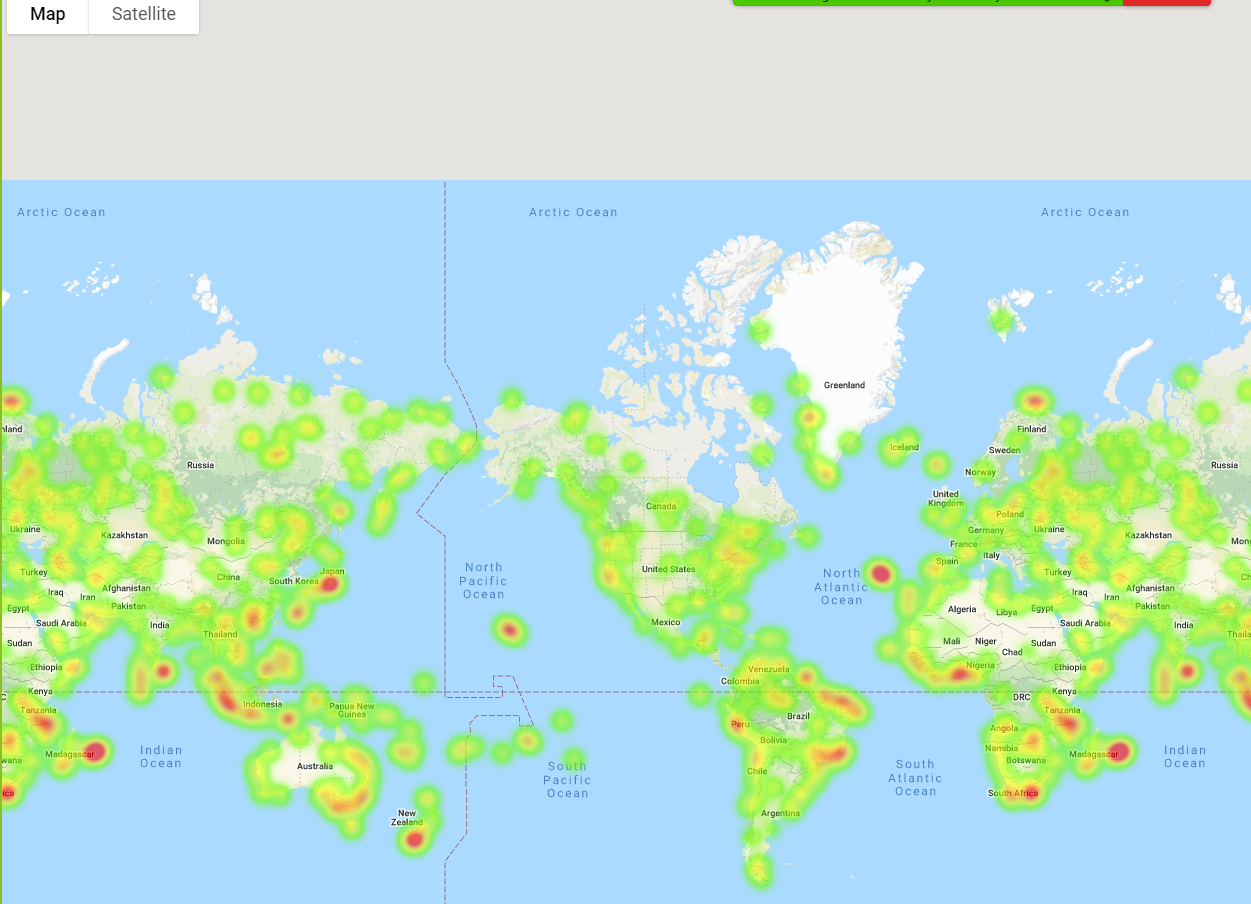 Map
Satellite
Arctic Ocean
Arctic Ocean
Arctic Ocean
Greenland
nland
Finland
Iceland
Sweden
Russia
Norway
Russia
United
Kingdom
Canada
Poland
Ukraine
Germany
Ukraine
Kazakhstan
Kazakhstan
Mongolia
France
Mon
Italy
Spain
North
Pacific
Ocean
North
Atlantic
Ocean
United States
Turkey
Japan
South Korea
China
Turkey
Afghanistan
Afghanistan
Iraq
Iran
Iraq
Iran
Pakistan
Pakistan
Egypt
Algeria
Libya
Egypt
Saudi Arabia
India
Mexico
Saudi Arabia
India
Thailand
Thaila
Sudan
Mali
Niger
Sudan
Chad
Ethiopia
Venezuela
Nigeria
Ethiopia
Colombia
Kenya
DRC
Kenya
Indonesia
Papua New
Guinea
Tanzania
Brazil
Tanzania
Peru
Angola
Bolivia
Namibia
Madagascar
Indian
Ocean
Madagascar
Indian
Ocean
wana
Botswana
Australia
South
Pacific
Ocean
Chile
South
Atlantic
Ocean
ica
South Africa
New
Zealand
Argentina